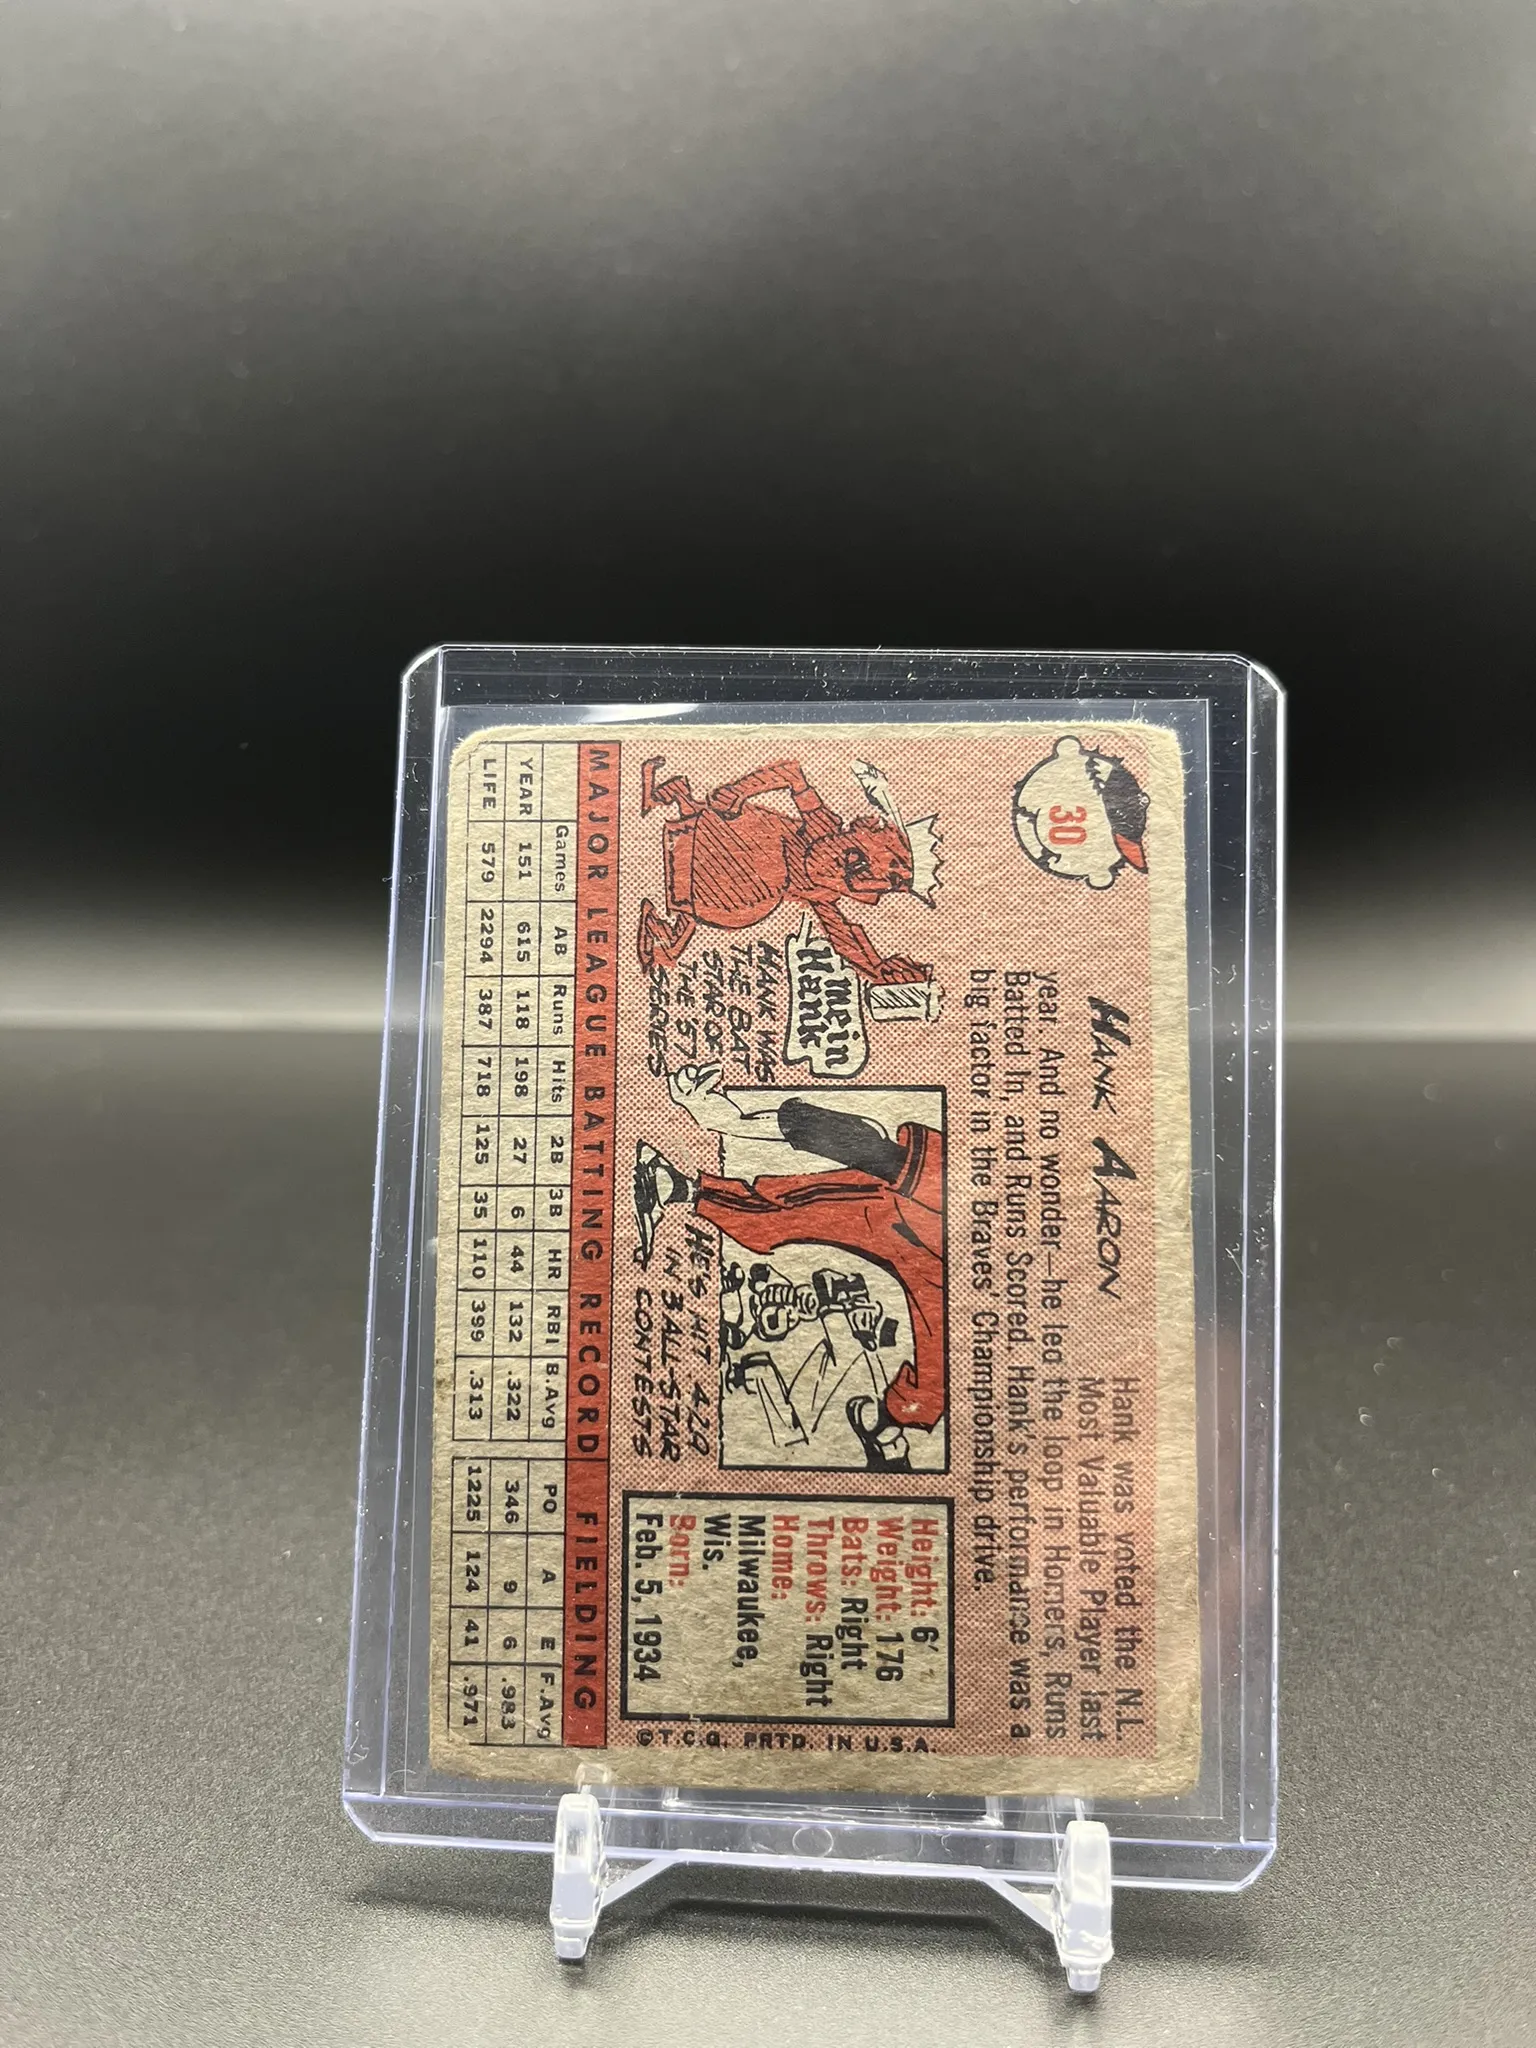 30
HANK AARON
Hank was voted the N.L.
Most Valuable Player last
year. And no wonder—he led the loop in Homers, Runs
Batted In, and Runs Scored. Hank's performance was a
big factor in the Braves' Championship drive.
mein
Hank
HANK WAS
THE BAT
STAR OF
THE '57
SERIES
HE'S HIT .429
IN 3 ALL-STAR
CONTESTS
Height: 6'
Weight: 176
Bats: Right
Throws: Right
Home:
Milwaukee,
Wis.
Born:
Feb. 5, 1934
© T.C.G. PRTD. IN U.S.A.
MAJOR LEAGUE BATTING RECORD FIELDING
Games AB Runs Hits 2B 3B HR RBI B.Avg PO A E F.Avg
YEAR 151 615 118 198 27 6 44 132 .322 346 9 6 .983
LIFE 579 2294 387 718 125 35 110 399 .313 1225 124 41 .971